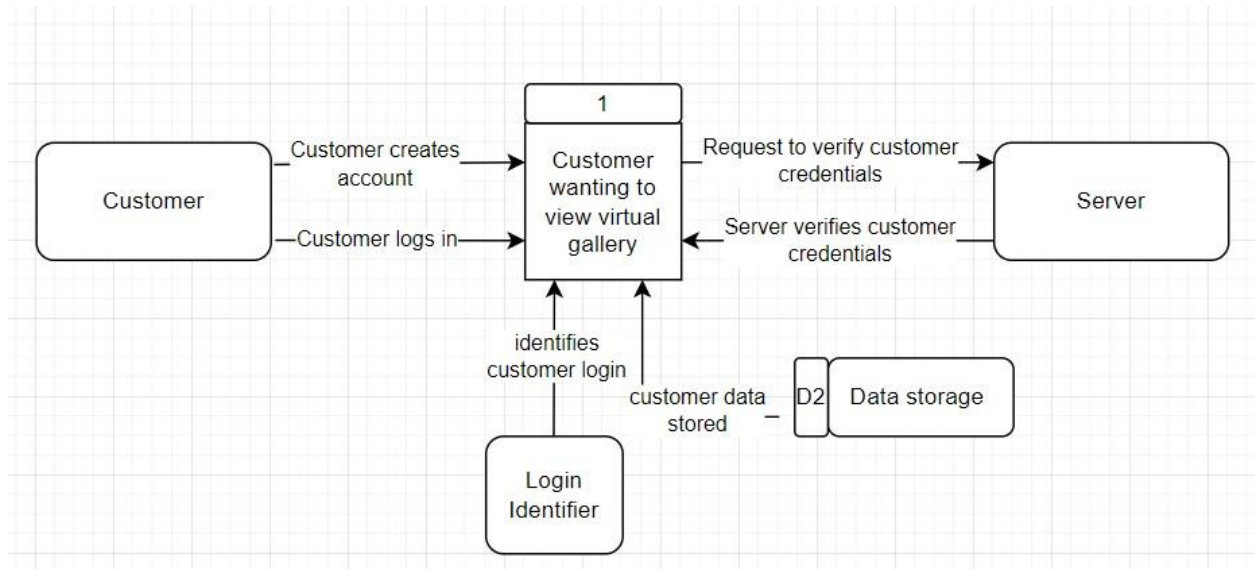 1
Customer creates
account
Customer
wanting to
view virtual
gallery
Request to verify customer
credentials
Customer
Server
Customer logs in
Server verifies customer
credentials
identifies
customer login
customer data
stored
D2
Data storage
Login
Identifier